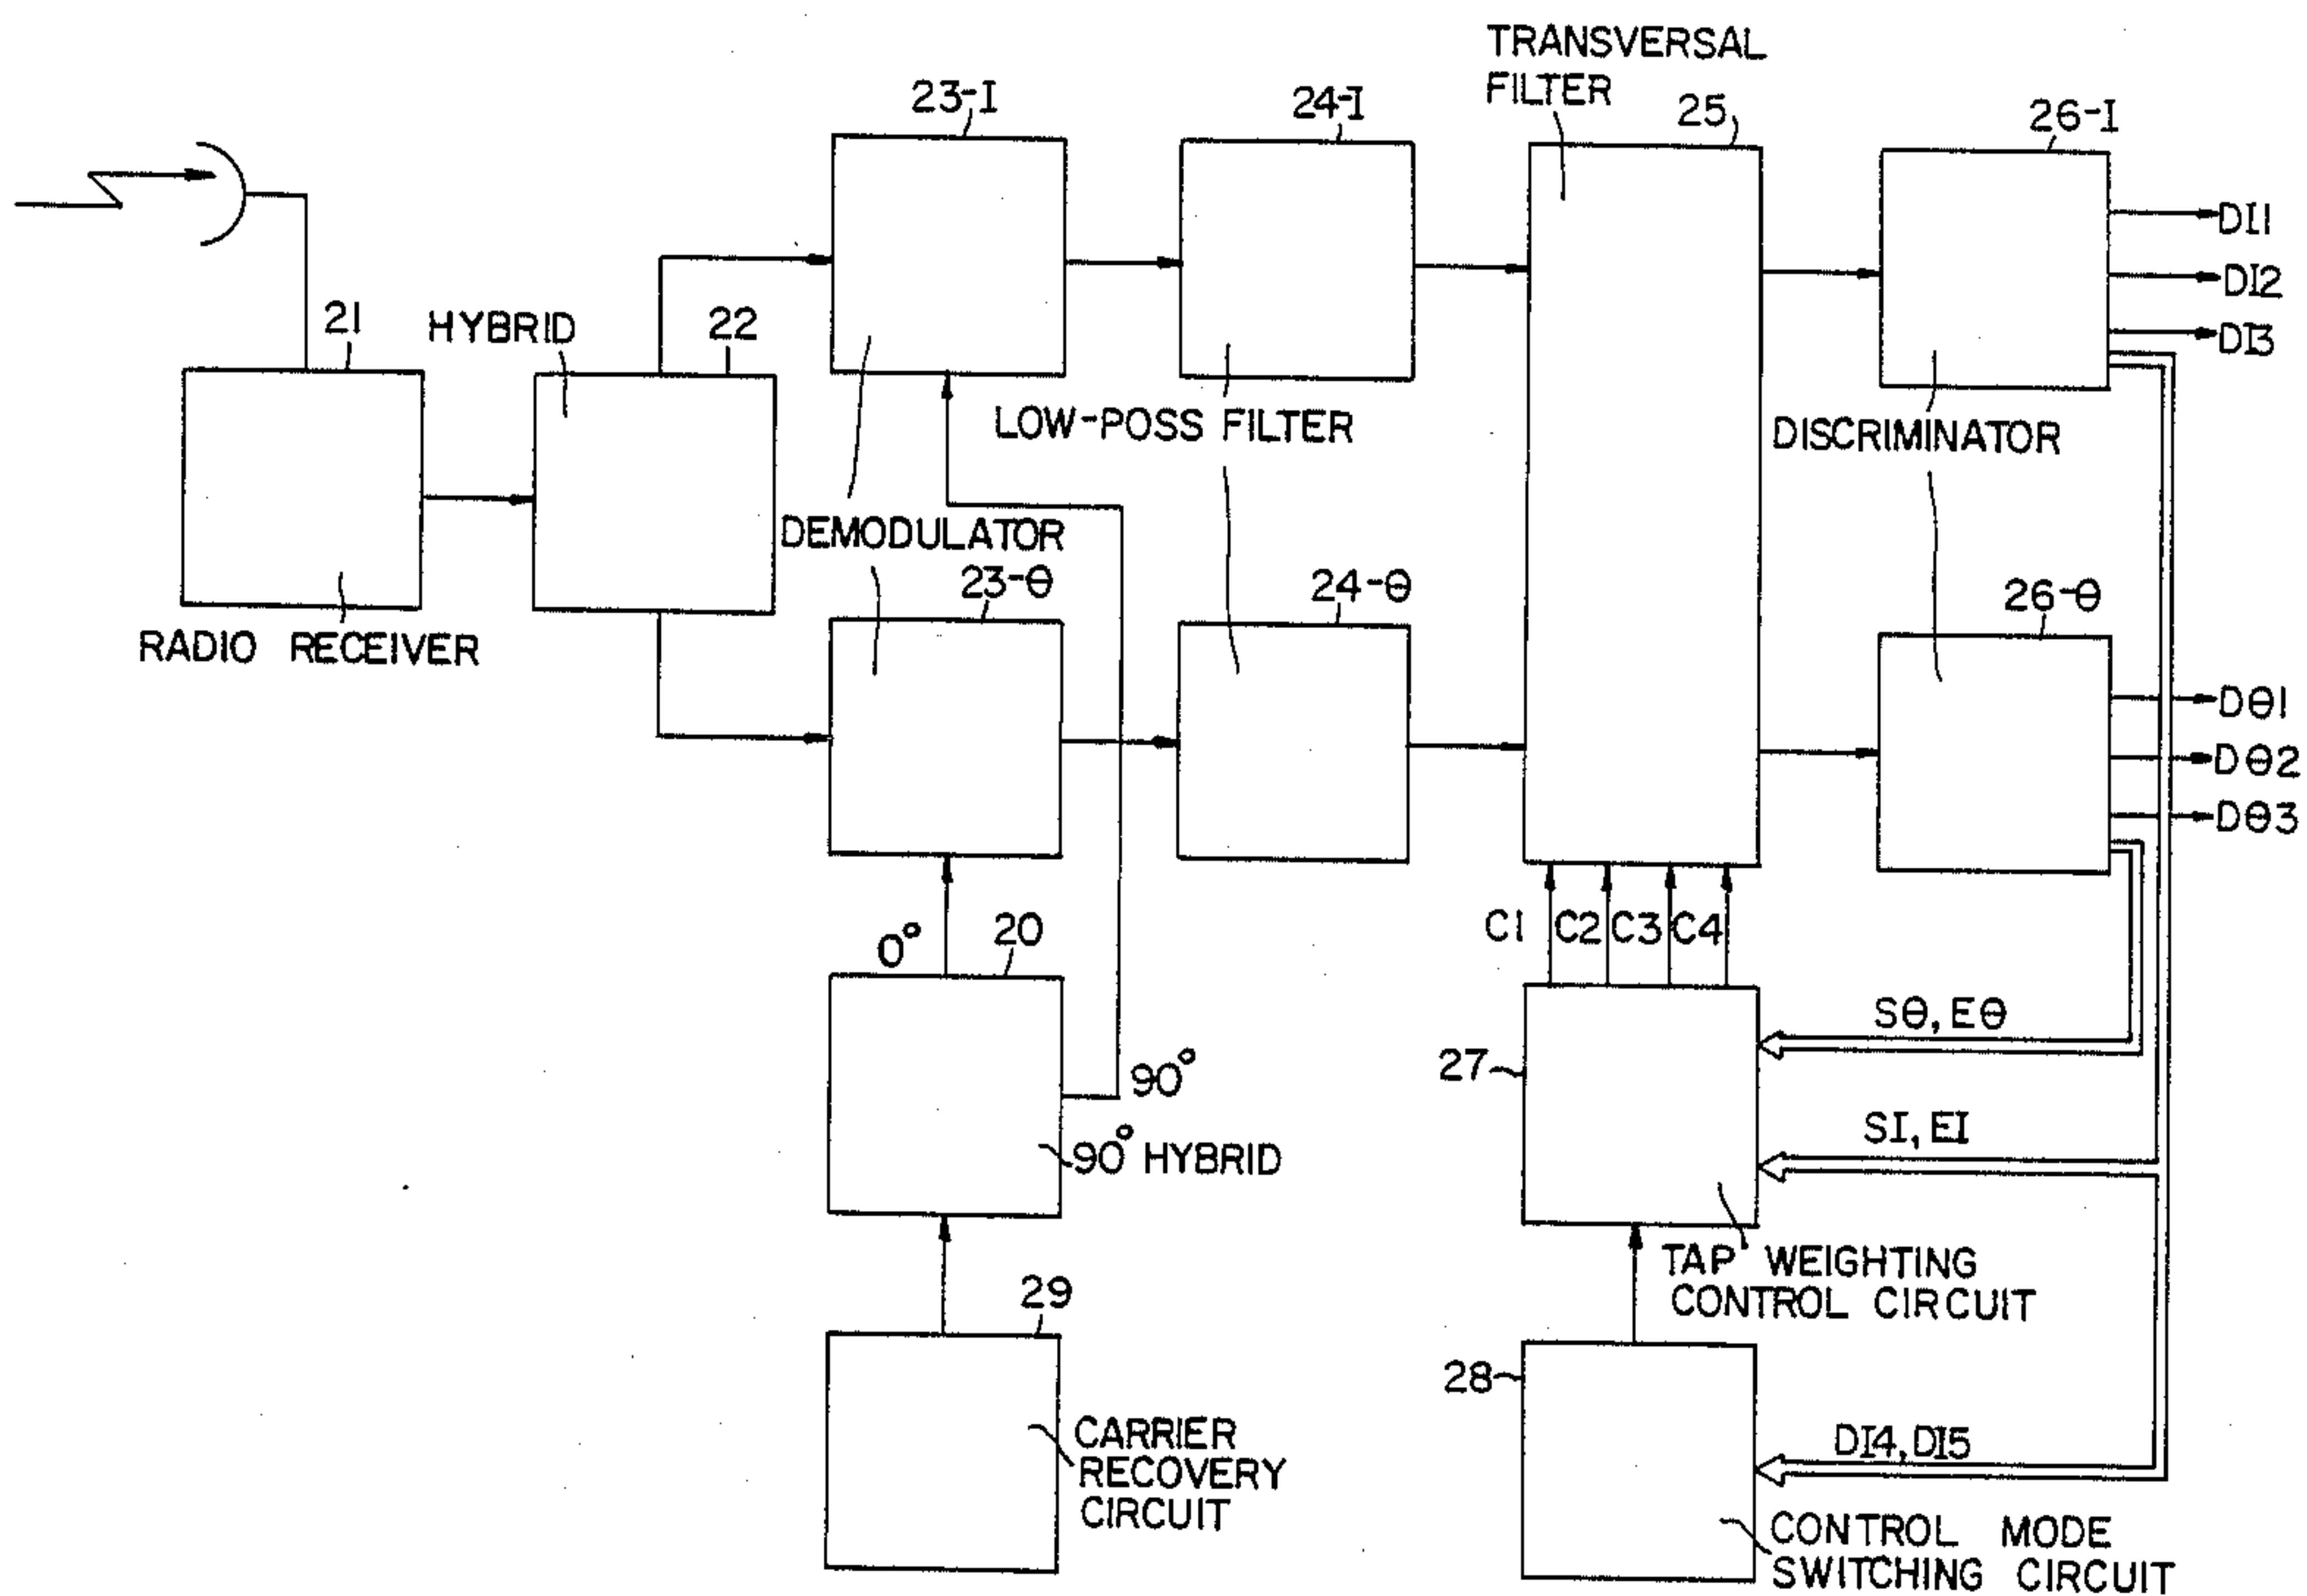 TRANSVERSAL
FILTER
23-I
24-I
25
26-I
DI1
DI2
DI3
21
HYBRID
22
LOW-POSS FILTER
DISCRIMINATOR
DEMODULATOR
23-Θ
24-Θ
26-Θ
RADIO RECEIVER
DΘ1
DΘ2
DΘ3
0°
20
C1
C2
C3
C4
SΘ, EΘ
27
90°
90° HYBRID
SI, EI
TAP WEIGHTING
CONTROL CIRCUIT
29
28
CARRIER
RECOVERY
CIRCUIT
DI4, DI5
CONTROL MODE
SWITCHING CIRCUIT